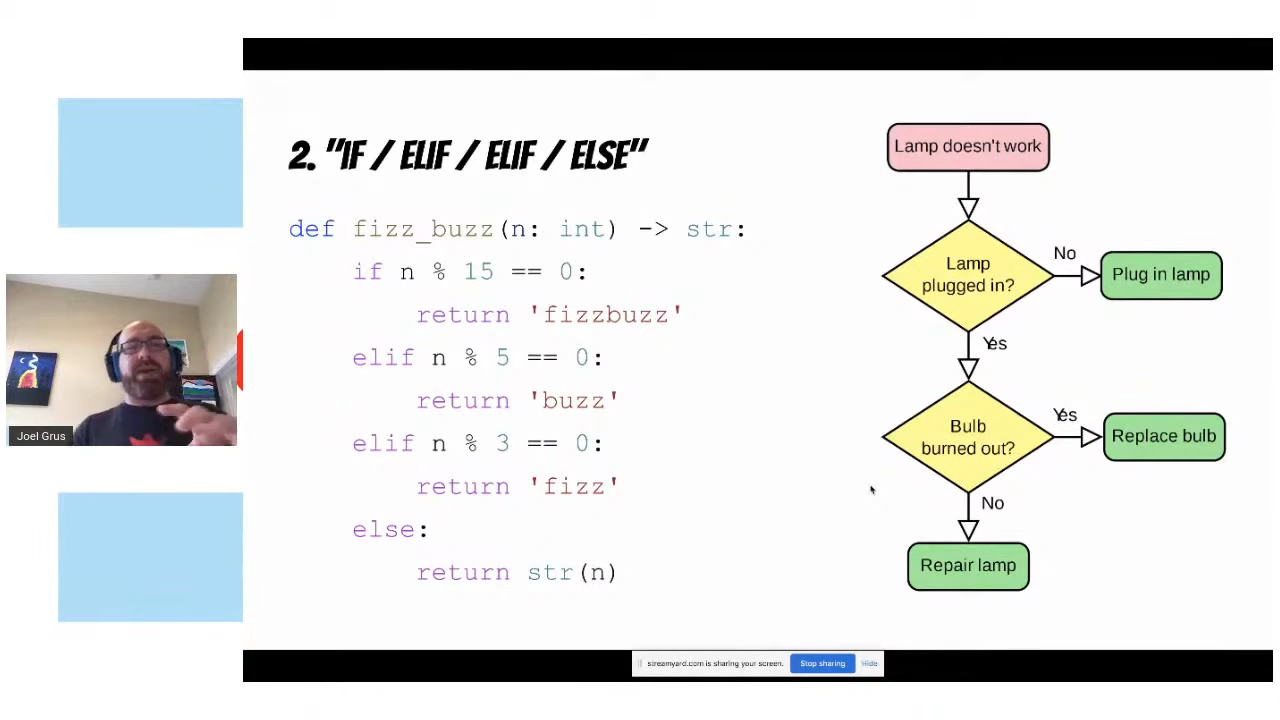 2. "IF / ELIF / ELIF / ELSE"
def fizz_buzz(n: int) -> str:
    if n % 15 == 0:
        return 'fizzbuzz'
    elif n % 5 == 0:
        return 'buzz'
    elif n % 3 == 0:
        return 'fizz'
    else:
        return str(n)
Lamp doesn't work
Lamp
plugged in?
No
Plug in lamp
Yes
Bulb
burned out?
Yes
Replace bulb
No
Repair lamp
Joel Grus
streamyard.com is sharing your screen.
Stop sharing
Hide